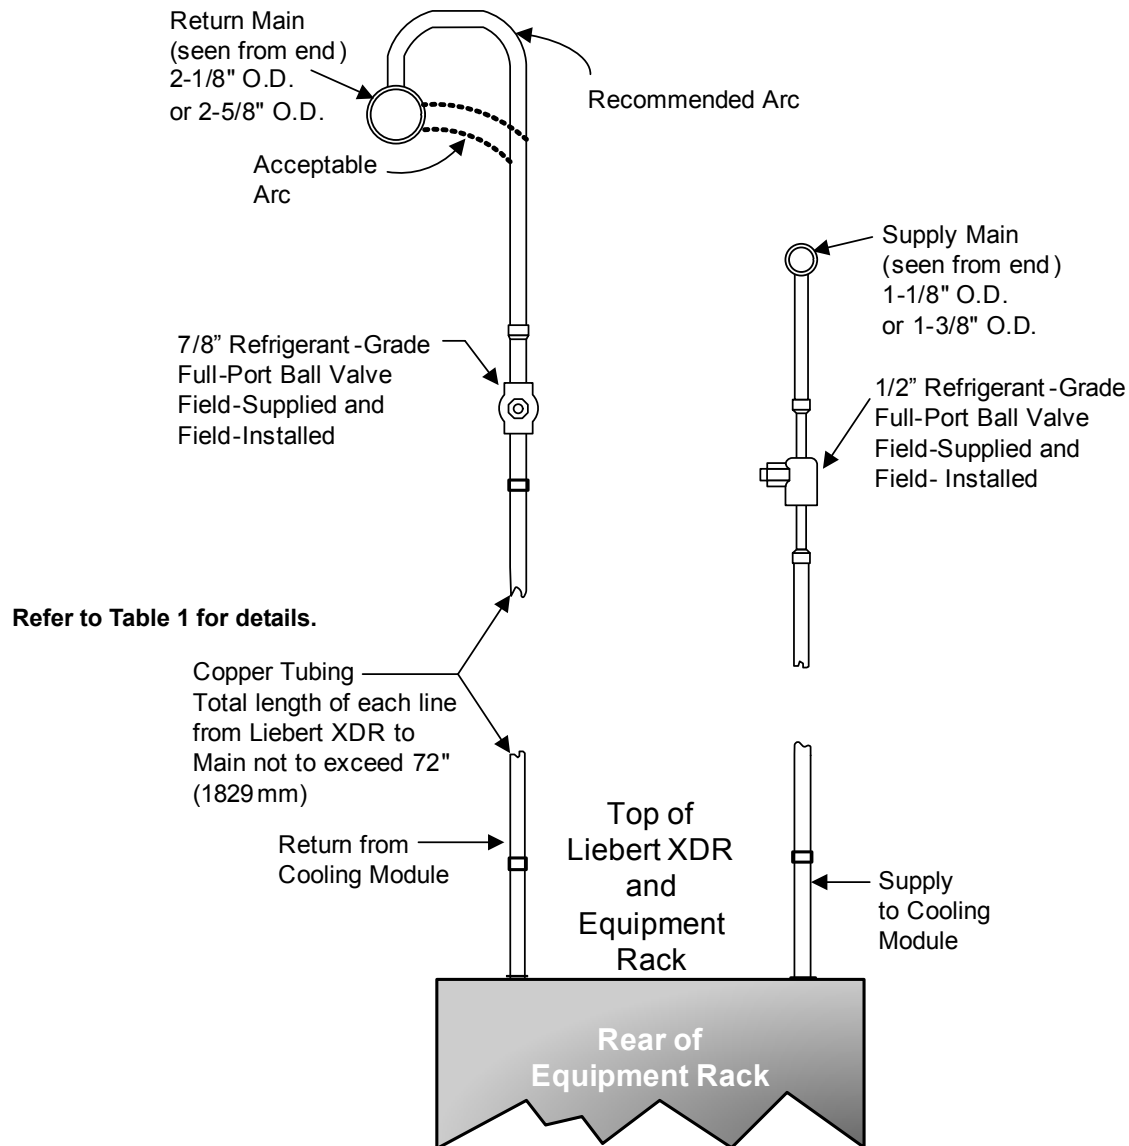 Return Main
(seen from end)
2-1/8" O.D.
or 2-5/8" O.D.
Recommended Arc
Acceptable
Arc
Supply Main
(seen from end)
1-1/8" O.D.
or 1-3/8" O.D.
7/8” Refrigerant-Grade
Full-Port Ball Valve
Field-Supplied and
Field-Installed
1/2” Refrigerant-Grade
Full-Port Ball Valve
Field-Supplied and
Field- Installed
Refer to Table 1 for details.
Copper Tubing
Total length of each line
from Liebert XDR to
Main not to exceed 72"
(1829 mm)
Return from
Cooling Module
Top of
Liebert XDR
and
Equipment
Rack
Supply
to Cooling
Module
Rear of
Equipment Rack